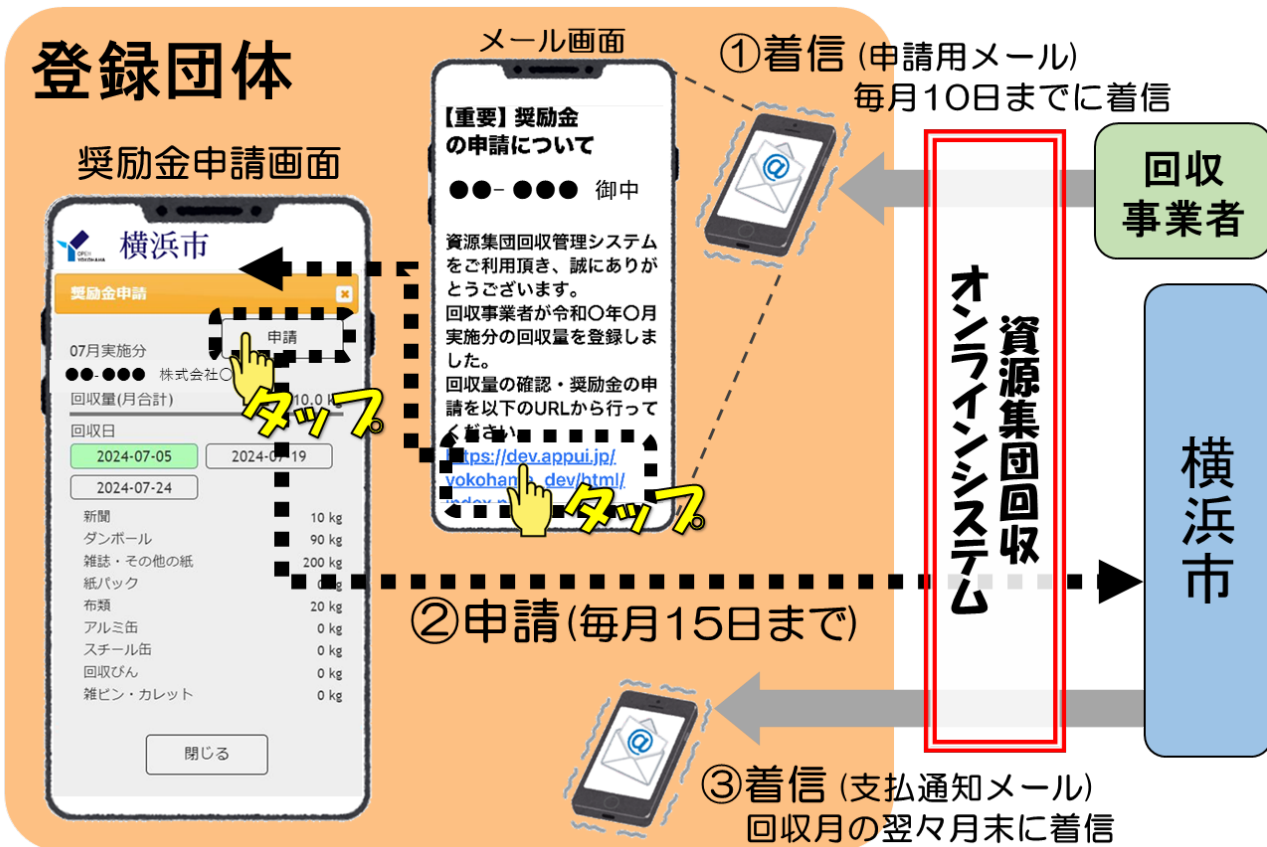 登録団体
奨励金申請画面
OPEN YOKOHAMA
横浜市
奨励金申請
申請
07月実施分
●●-●●● 株式会社〇
回収量(月合計)
10.0 kg
回収日
2024-07-05
2024-07-19
2024-07-24
新聞 10 kg
ダンボール 90 kg
雑誌・その他の紙 200 kg
紙パック 0 kg
布類 20 kg
アルミ缶 0 kg
スチール缶 0 kg
回収びん 0 kg
雑ビン・カレット 0 kg
閉じる
タップ
メール画面
【重要】奨励金
の申請について
●●-●●● 御中
資源集団回収管理システム
をご利用頂き、誠にありが
とうございます。
回収事業者が令和〇年〇月
実施分の回収量を登録しま
した。
回収量の確認・奨励金の申
請を以下のURLから行って
ください
https://dev.appui.jp/
yokohama_dev/html/
タップ
①着信(申請用メール)
毎月10日までに着信
②申請(毎月15日まで)
③着信(支払通知メール)
回収月の翌々月末に着信
資源集団回収
オンラインシステム
回収
事業者
横浜市